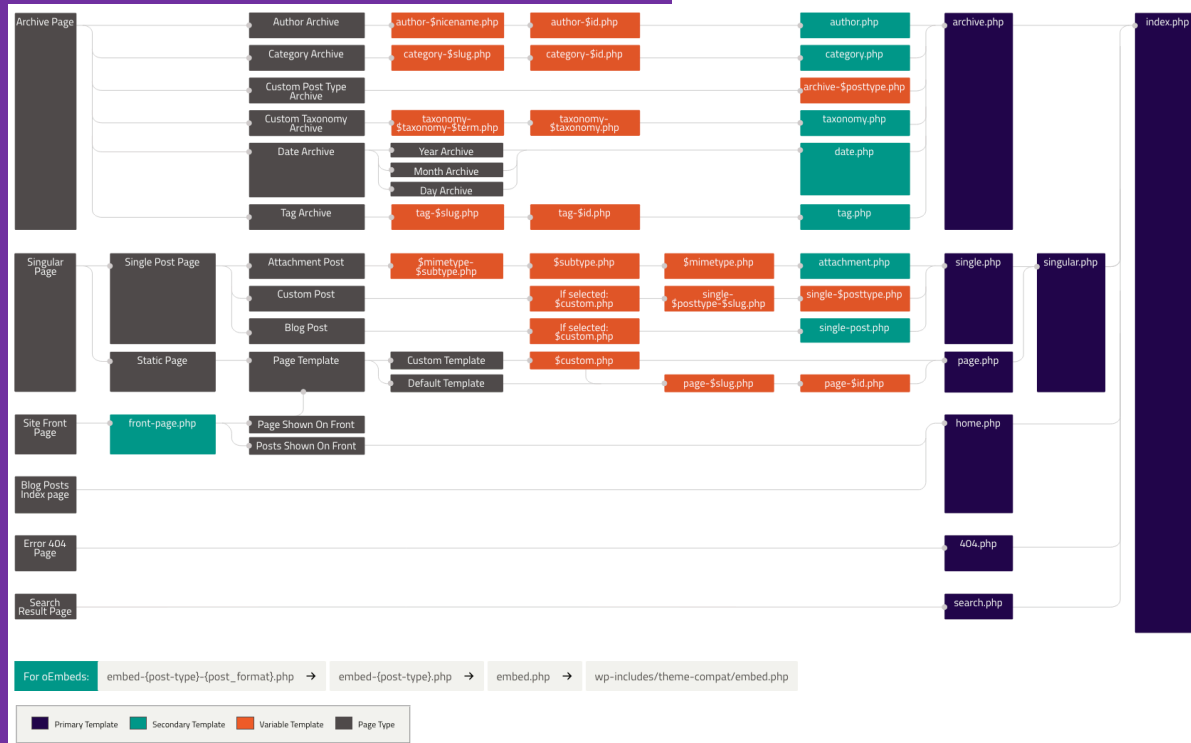 Archive Page
Author Archive
author-$nicename.php
author-$id.php
author.php
archive.php
index.php
Category Archive
category-$slug.php
category-$id.php
category.php
Custom Post Type
Archive
archive-$posttype.php
Custom Taxonomy
Archive
taxonomy-
$taxonomy-$term.php
taxonomy-
$taxonomy.php
taxonomy.php
Date Archive
Year Archive
Month Archive
Day Archive
date.php
Tag Archive
tag-$slug.php
tag-$id.php
tag.php
Singular
Page
Single Post Page
Attachment Post
$mimetype-
$subtype.php
$subtype.php
$mimetype.php
attachment.php
single.php
singular.php
Custom Post
If selected:
$custom.php
single-
$posttype-$slug.php
single-$posttype.php
Blog Post
If selected:
$custom.php
single-post.php
Static Page
Page Template
Custom Template
$custom.php
page.php
Default Template
page-$slug.php
page-$id.php
Site Front
Page
front-page.php
Page Shown On Front
Posts Shown On Front
home.php
Blog Posts
Index page
Error 404
Page
404.php
Search
Result Page
search.php
For oEmbeds:
embed-{post-type}-{post_format}.php →
embed-{post-type}.php →
embed.php →
wp-includes/theme-compat/embed.php
Primary Template
Secondary Template
Variable Template
Page Type